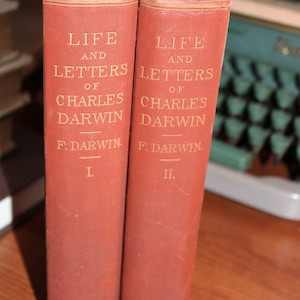 LIFE
AND
LETTERS
OF
CHARLES
DARWIN
F. DARWIN.
I.
LIFE
AND
LETTERS
OF
CHARLES
DARWIN
F. DARWIN.
II.